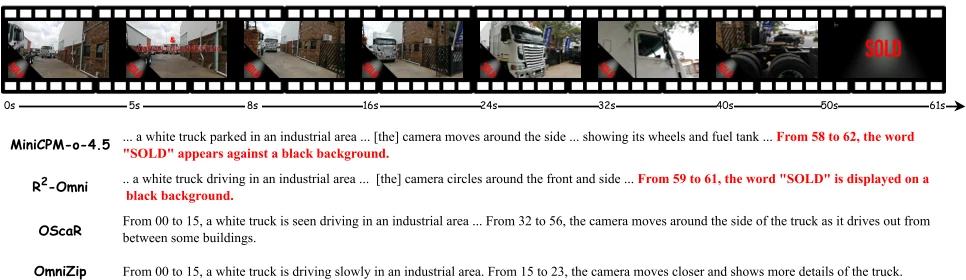 SOLD
0s 5s 8s 16s 24s 32s 40s 50s 61s
MiniCPM-o-4.5
... a white truck parked in an industrial area ... [the] camera moves around the side ... showing its wheels and fuel tank ... From 58 to 62, the word
"SOLD" appears against a black background.
R²-Omni
.. a white truck driving in an industrial area ... [the] camera circles around the front and side ... From 59 to 61, the word "SOLD" is displayed on a
black background.
OScaR
From 00 to 15, a white truck is seen driving in an industrial area ... From 32 to 56, the camera moves around the side of the truck as it drives out from
between some buildings.
OmniZip
From 00 to 15, a white truck is driving slowly in an industrial area. From 15 to 23, the camera moves closer and shows more details of the truck.